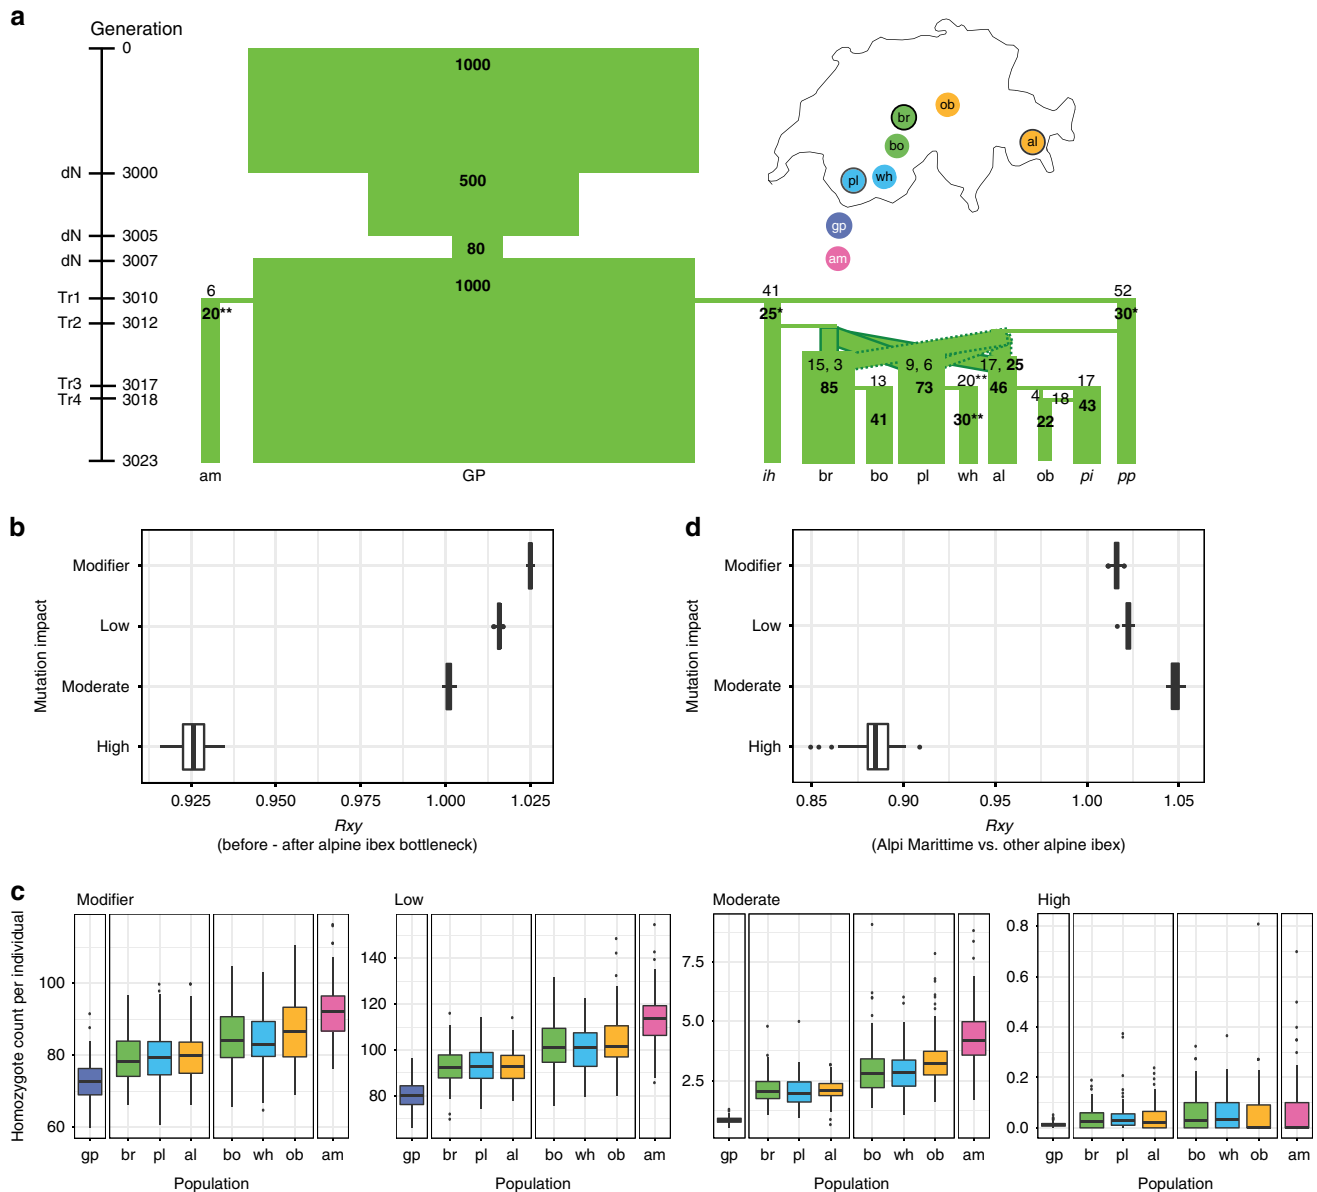 a
Generation
0
dN 3000
dN 3005
dN 3007
Tr1 3010
Tr2 3012
Tr3 3017
Tr4 3018
3023
1000
500
80
1000
6
20**
41
25*
52
30*
15, 3
85
13
41
9, 6
73
20**
30**
17, 25
46
4
18
22
17
43
am GP ih br bo pl wh al ob pi pp
br
ob
bo
al
pl
wh
gp
am
b
Mutation impact
Modifier
Low
Moderate
High
0.925 0.950 0.975 1.000 1.025
Rxy
(before - after alpine ibex bottleneck)
d
Mutation impact
Modifier
Low
Moderate
High
0.85 0.90 0.95 1.00 1.05
Rxy
(Alpi Marittime vs. other alpine ibex)
c
Homozygote count per individual
Modifier
100
80
60
gp br pl al bo wh ob am
Population
Low
140
120
100
80
gp br pl al bo wh ob am
Population
Moderate
7.5
5.0
2.5
gp br pl al bo wh ob am
Population
High
0.8
0.6
0.4
0.2
0.0
gp br pl al bo wh ob am
Population